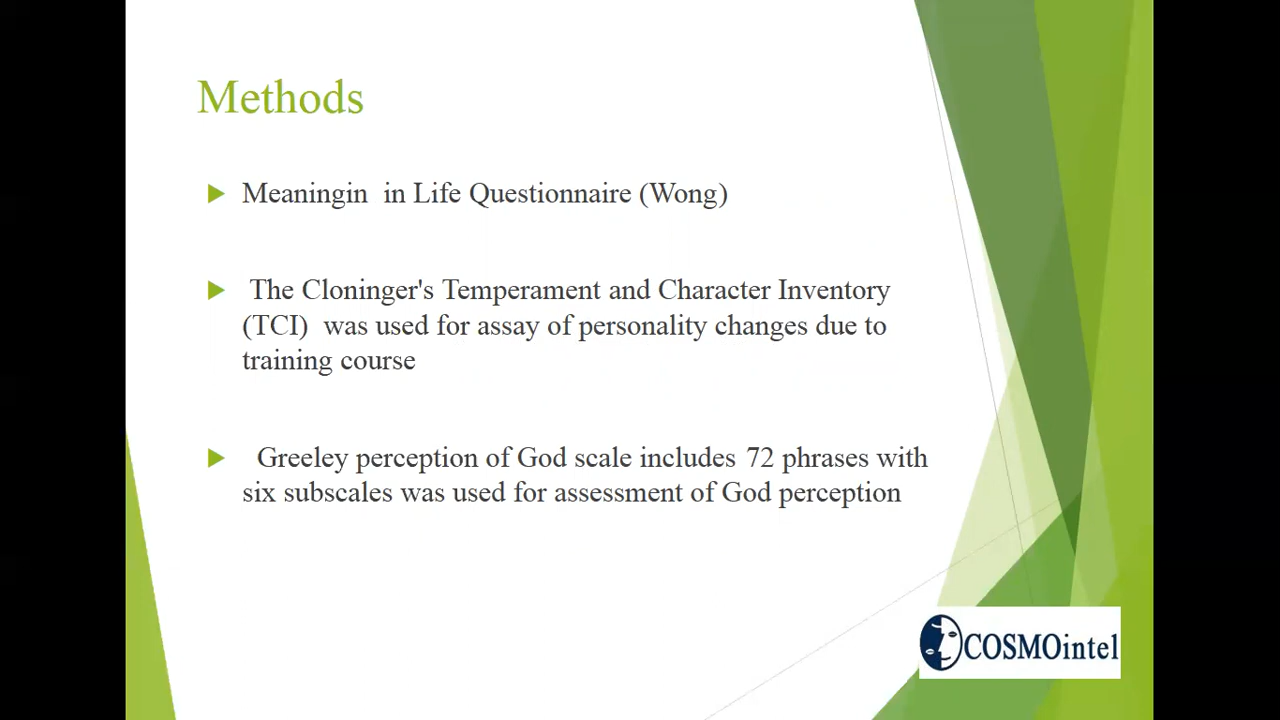 Methods
Meaningin in Life Questionnaire (Wong)
The Cloninger's Temperament and Character Inventory
(TCI) was used for assay of personality changes due to
training course
Greeley perception of God scale includes 72 phrases with
six subscales was used for assessment of God perception
COSMOintel